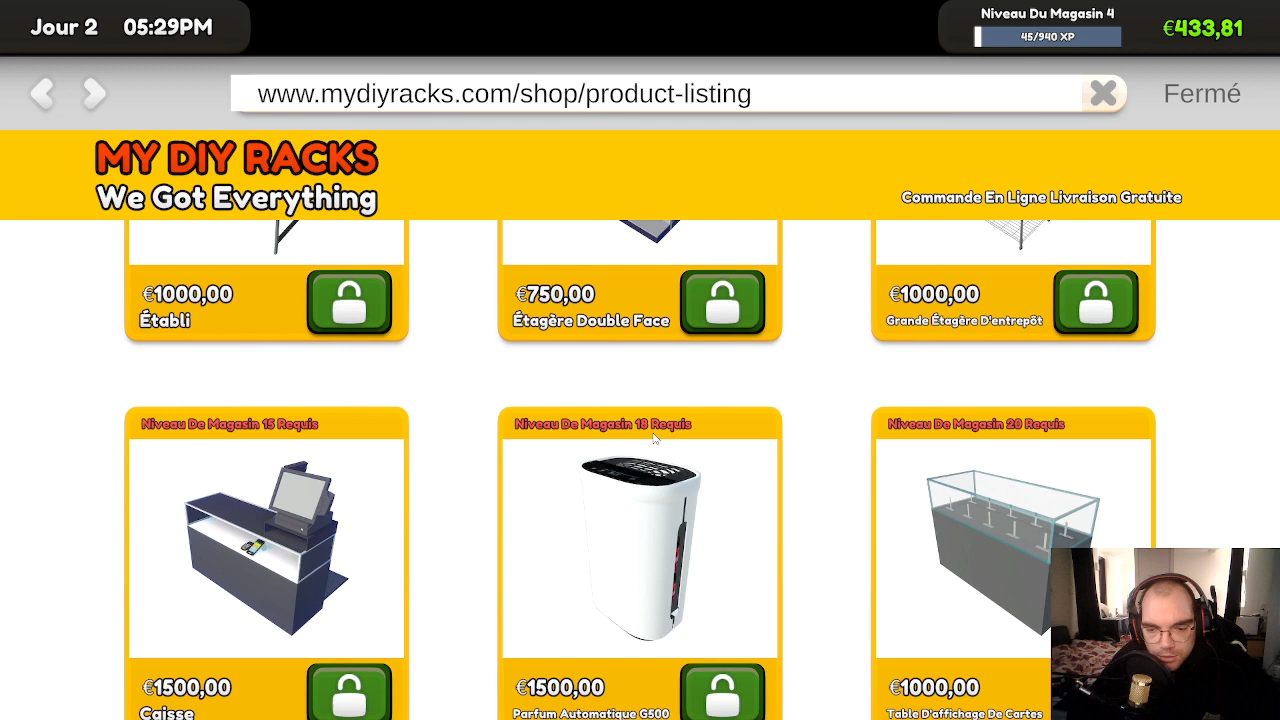 Jour 2 05:29PM
Niveau Du Magasin 4
45/940 XP
€433,81
www.mydiyracks.com/shop/product-listing
Fermé
MY DIY RACKS
We Got Everything
Commande En Ligne Livraison Gratuite
€1000,00
Établi
€750,00
Étagère Double Face
€1000,00
Grande Étagère D'entrepôt
Niveau De Magasin 15 Requis
Niveau De Magasin 18 Requis
Niveau De Magasin 20 Requis
€1500,00
Caisse
€1500,00
Parfum Automatique G500
€1000,00
Table D'affichage De Cartes